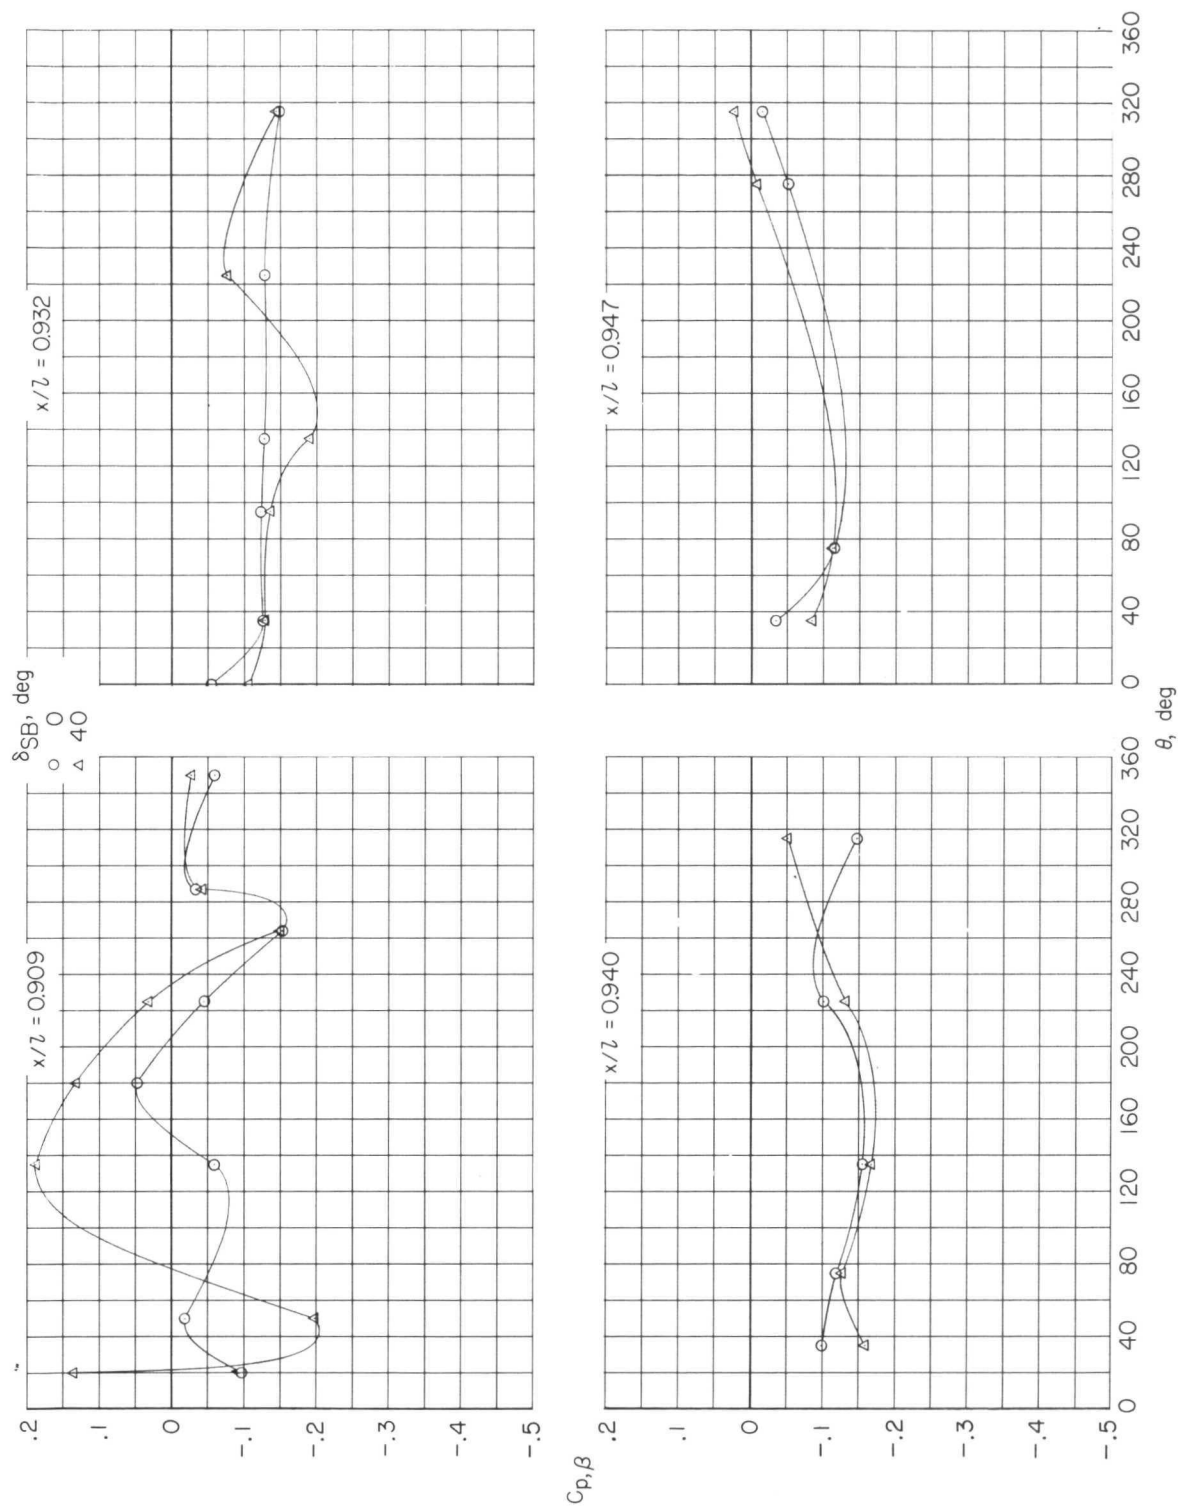 δSB, deg
○ 0
△ 40
x/l = 0.909
x/l = 0.932
.2
.1
0
-.1
-.2
-.3
-.4
-.5
Cp,β
x/l = 0.940
x/l = 0.947
.2
.1
0
-.1
-.2
-.3
-.4
-.5
0 40 80 120 160 200 240 280 320 360
0 40 80 120 160 200 240 280 320 360
θ, deg